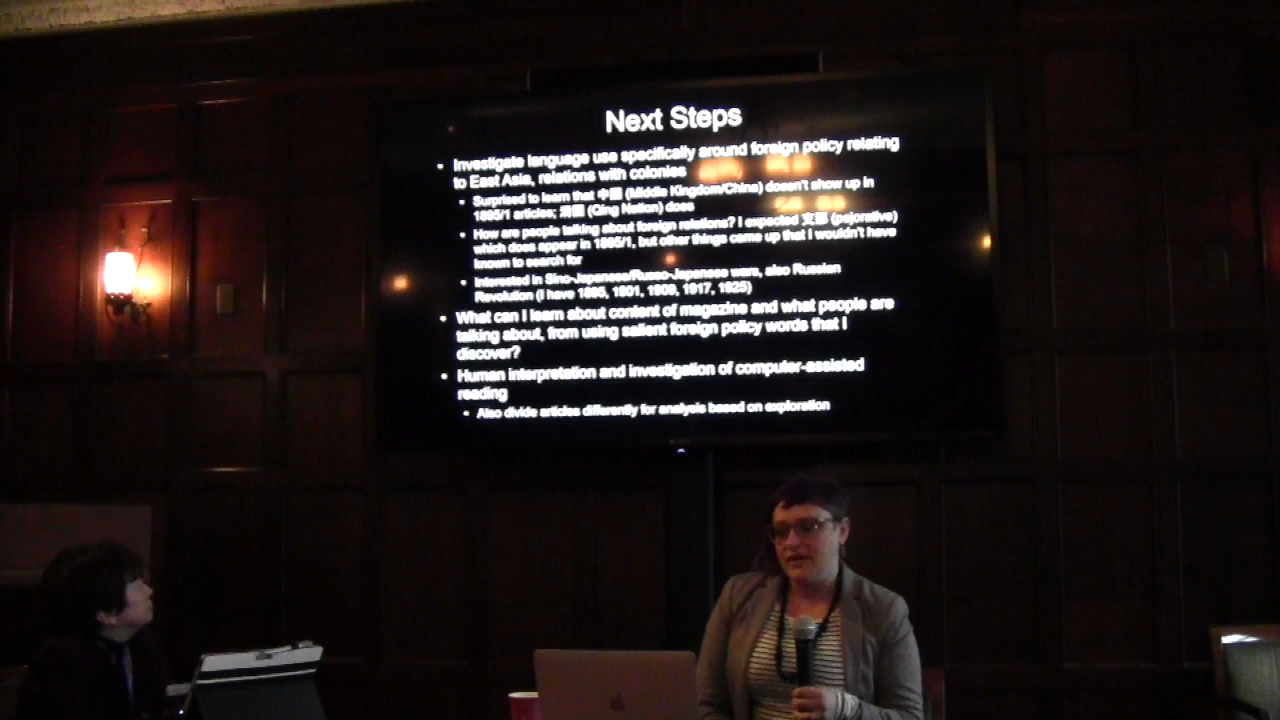 Next Steps
• Investigate language use specifically around foreign policy relating
to East Asia, relations with colonies
• Surprised to learn that 中國 (Middle Kingdom/China) doesn't show up in
1895/1 articles; 清國 (Qing Nation) does
• How are people talking about foreign relations? I expected 支那 (pejorative)
which does appear in 1895/1, but other things came up that I wouldn't have
known to search for
• Interested in Sino-Japanese/Russo-Japanese wars, also Russian
Revolution (I have 1895, 1901, 1909, 1917, 1925)
• What can I learn about content of magazine and what people are
talking about, from using salient foreign policy words that I
discover?
• Human interpretation and investigation of computer-assisted
reading
• Also divide articles differently for analysis based on exploration